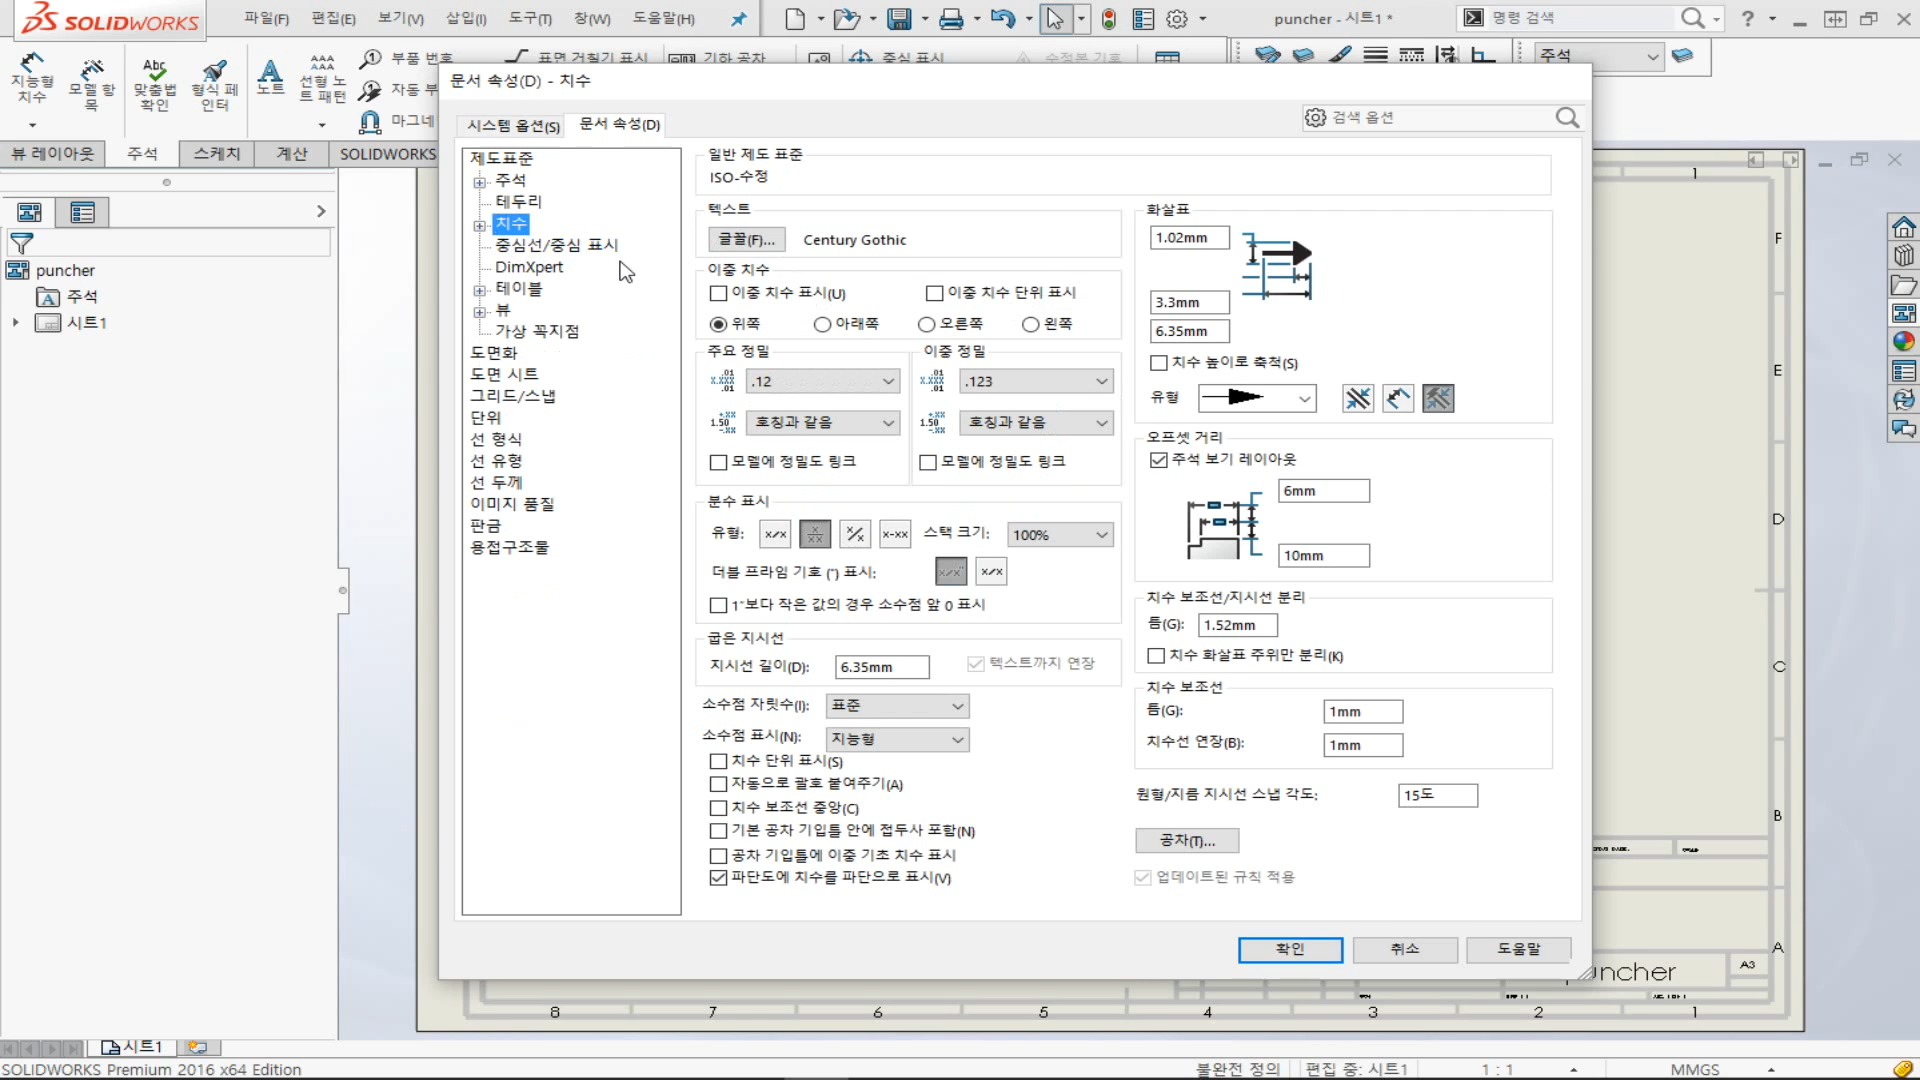 SOLIDWORKS
파일(F) 편집(E) 보기(V) 삽입(I) 도구(T) 창(W) 도움말(H)
puncher - 시트1 *
명령 검색
지능형 치수
모델 항목
맞춤법 확인
형식 페인터
노트
선형 노트 패턴
부품 번호
자동 부
마그네
표면 거칠기 표시
기하 공차
중심 표시
수정본 기호
주석
뷰 레이아웃 주석 스케치 계산 SOLIDWORKS
puncher
주석
시트1
문서 속성(D) - 치수
시스템 옵션(S) 문서 속성(D)
검색 옵션
제도표준
주석
테두리
치수
중심선/중심 표시
DimXpert
테이블
뷰
가상 꼭지점
도면화
도면 시트
그리드/스냅
단위
선 형식
선 유형
선 두께
이미지 품질
판금
용접구조물
일반 제도 표준
ISO-수정
텍스트
글꼴(F)... Century Gothic
이중 치수
이중 치수 표시(U) 이중 치수 단위 표시
위쪽 아래쪽 오른쪽 왼쪽
주요 정밀 이중 정밀
.12 .123
호칭과 같음 호칭과 같음
모델에 정밀도 링크 모델에 정밀도 링크
분수 표시
유형: 스택 크기: 100%
더블 프라임 기호 (") 표시:
1"보다 작은 값의 경우 소수점 앞 0 표시
굽은 지시선
지시선 길이(D): 6.35mm 텍스트까지 연장
소수점 자릿수(I): 표준
소수점 표시(N): 지능형
치수 단위 표시(S)
자동으로 괄호 붙여주기(A)
치수 보조선 중앙(C)
기본 공차 기입틀 안에 접두사 포함(N)
공차 기입틀에 이중 기초 치수 표시
파단도에 치수를 파단으로 표시(V)
화살표
1.02mm
3.3mm
6.35mm
치수 높이로 축척(S)
유형
오프셋 거리
주석 보기 레이아웃
6mm
10mm
치수 보조선/지시선 분리
틈(G): 1.52mm
치수 화살표 주위만 분리(K)
치수 보조선
틈(G): 1mm
치수선 연장(B): 1mm
원형/지름 지시선 스냅 각도: 15도
공차(T)...
업데이트된 규칙 적용
확인 취소 도움말
1
F
E
D
C
B
A
uncher A3
8 7 6 5 4 3 2 1
시트1
SOLIDWORKS Premium 2016 x64 Edition
불완전 정의 편집 중: 시트1 1 : 1 MMGS